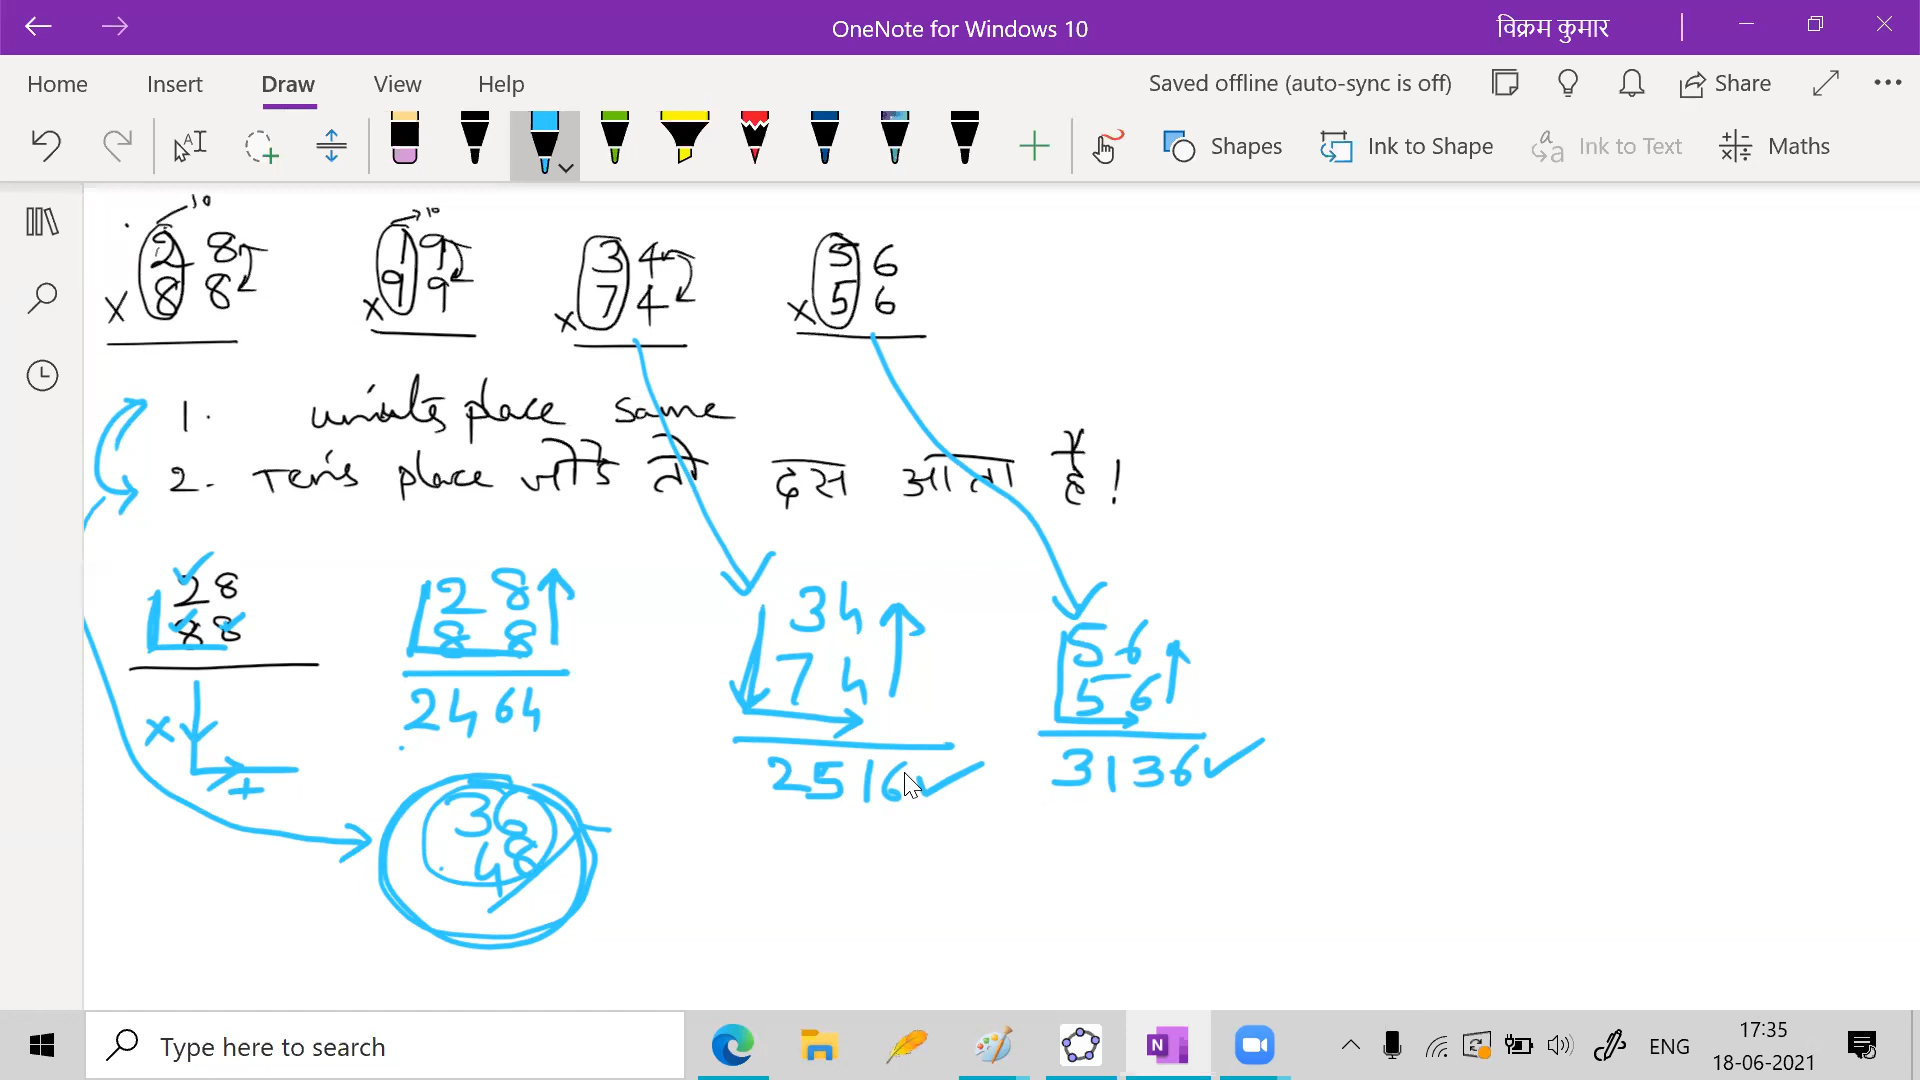 OneNote for Windows 10
विक्रम कुमार
Home Insert Draw View Help
Saved offline (auto-sync is off)
Share
Shapes
Ink to Shape
Ink to Text
Maths
10
10
28 19 34 56
× 88 × 99 × 74 × 56
1. units place same
2. Ten's place जोड़े तो दस आता है!
28 28 34 56
88 88 74 56
2464 2516 3136
×
+
38
48
Type here to search
N
ENG
17:35
18-06-2021